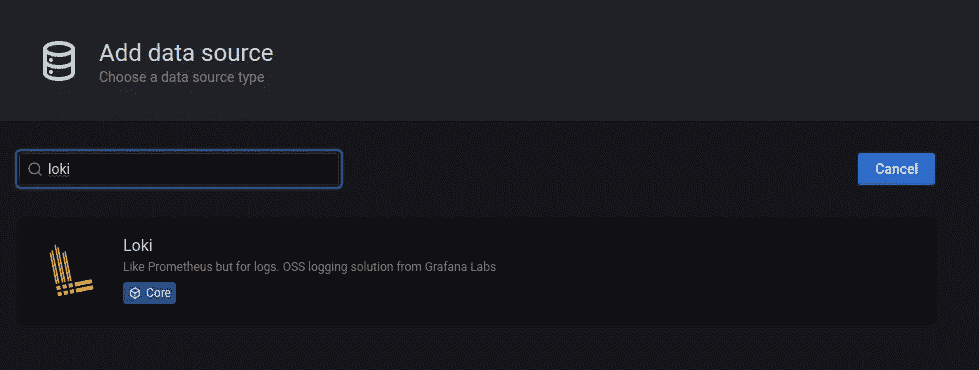 Add data source
Choose a data source type
loki
Cancel
Loki
Like Prometheus but for logs. OSS logging solution from Grafana Labs
Core